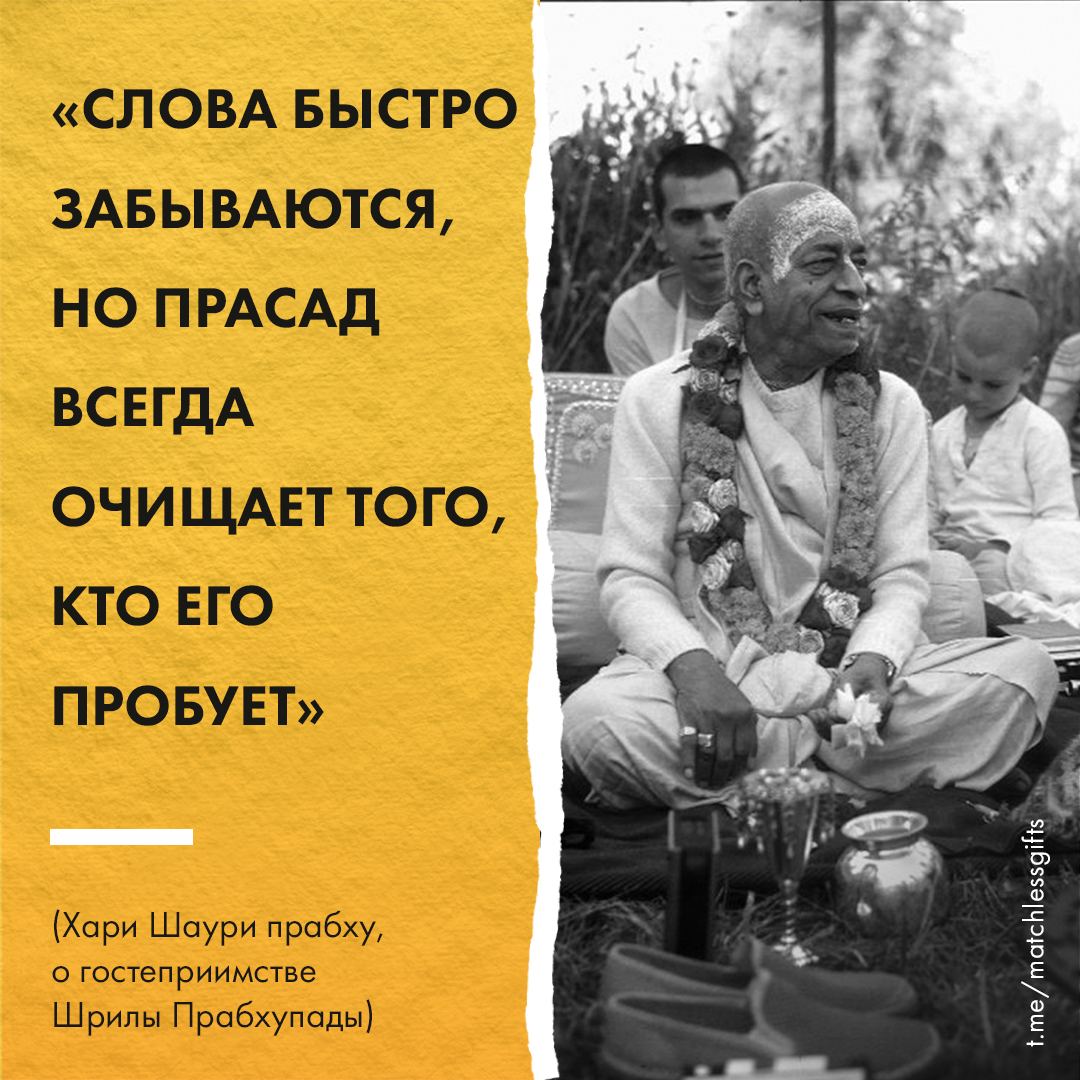 «СЛОВА БЫСТРО
ЗАБЫВАЮТСЯ,
НО ПРАСАД
ВСЕГДА
ОЧИЩАЕТ ТОГО,
КТО ЕГО
ПРОБУЕТ»
(Хари Шаури прабху,
о гостеприимстве
Шрилы Прабхупады)
t.me/matchlessgifts